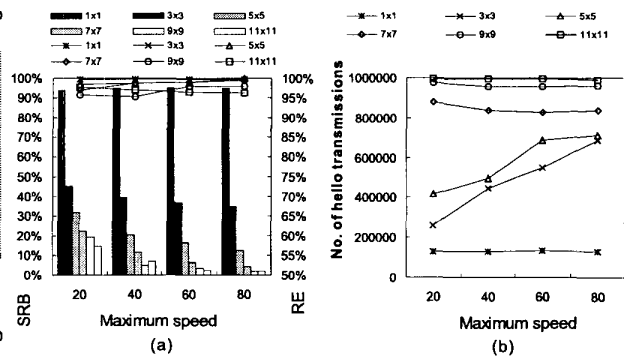 1x1 3x3 5x5
7x7 9x9 11x11
1x1 3x3 5x5
7x7 9x9 11x11
100%
90%
80%
70%
60%
50%
40%
30%
20%
10%
0%
SRB
100%
95%
90%
85%
80%
75%
70%
65%
60%
55%
50%
RE
20 40 60 80
Maximum speed
(a)
1x1 3x3 5x5
7x7 9x9 11x11
No. of hello transmissions
1000000
800000
600000
400000
200000
0
20 40 60 80
Maximum speed
(b)